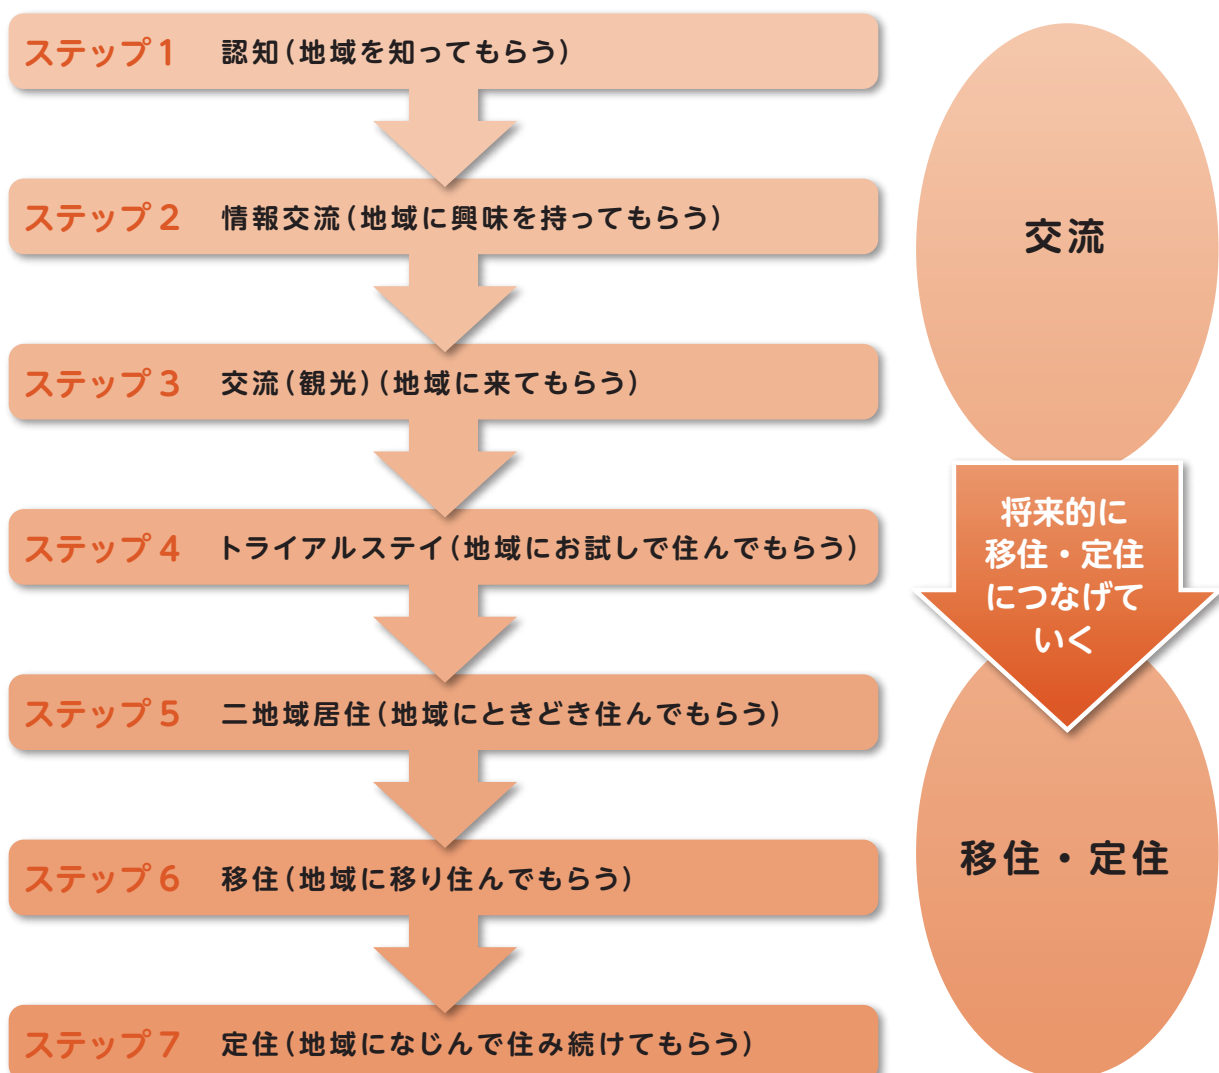 ステップ1 認知(地域を知ってもらう)
ステップ2 情報交流(地域に興味を持ってもらう)
ステップ3 交流(観光)(地域に来てもらう)
ステップ4 トライアルステイ(地域にお試しで住んでもらう)
ステップ5 二地域居住(地域にときどき住んでもらう)
ステップ6 移住(地域に移り住んでもらう)
ステップ7 定住(地域になじんで住み続けてもらう)
交流
将来的に
移住・定住
につなげて
いく
移住・定住